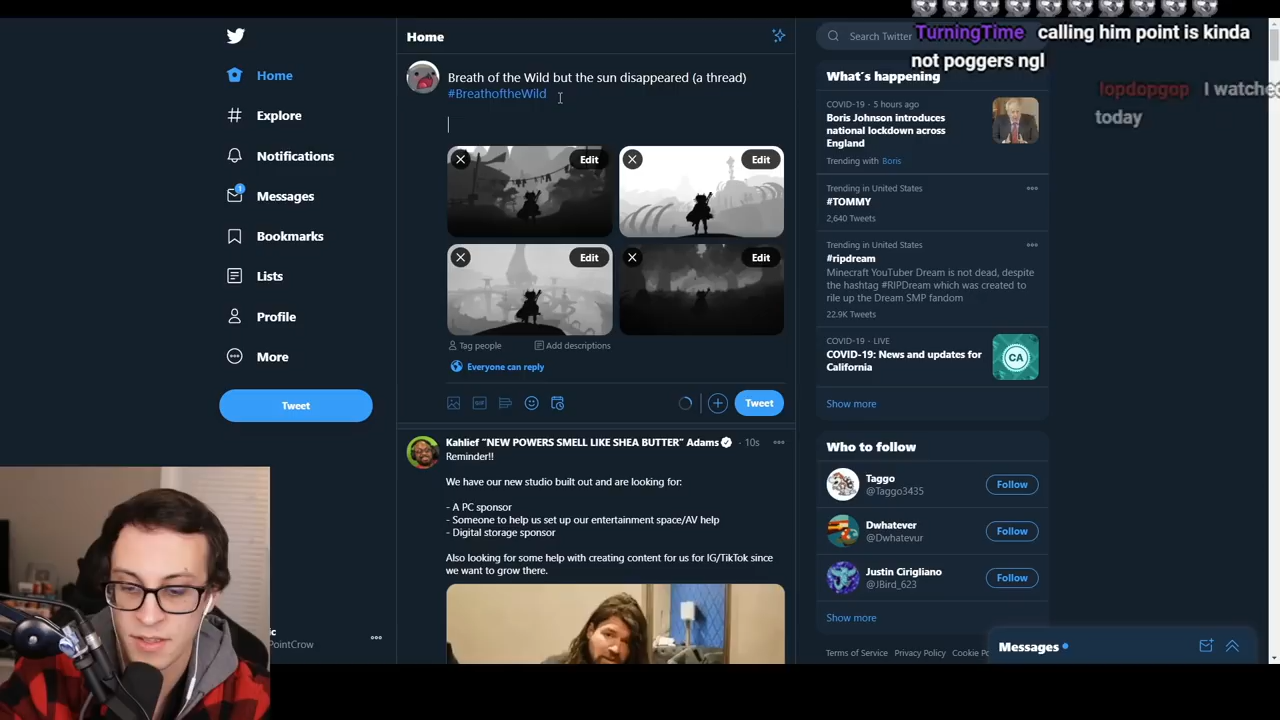 TurningTime calling him point is kinda
not poggers ngl
lopdopgop I watched
today
Home
Explore
Notifications
1
Messages
Bookmarks
Lists
Profile
More
Tweet
PointCrow
Home
Breath of the Wild but the sun disappeared (a thread)
#BreathoftheWild
Edit
Edit
Edit
Edit
Tag people
Add descriptions
Everyone can reply
GIF
Tweet
Kahlief "NEW POWERS SMELL LIKE SHEA BUTTER" Adams · 10s
Reminder!!
We have our new studio built out and are looking for:
- A PC sponsor
- Someone to help us set up our entertainment space/AV help
- Digital storage sponsor
Also looking for some help with creating content for us for IG/TikTok since
we want to grow there.
Search Twitter
What's happening
COVID-19 · 5 hours ago
Boris Johnson introduces
national lockdown across
England
Trending with Boris
Trending in United States
#TOMMY
2,640 Tweets
Trending in United States
#ripdream
Minecraft YouTuber Dream is not dead, despite
the hashtag #RIPDream which was created to
rile up the Dream SMP fandom
22.9K Tweets
COVID-19 · LIVE
COVID-19: News and updates for
California
CA
Show more
Who to follow
Taggo
@Taggo3435
Follow
Dwhatever
@Dwhatevur
Follow
Justin Cirigliano
@JBird_623
Follow
Show more
Terms of Service Privacy Policy Cookie
Messages